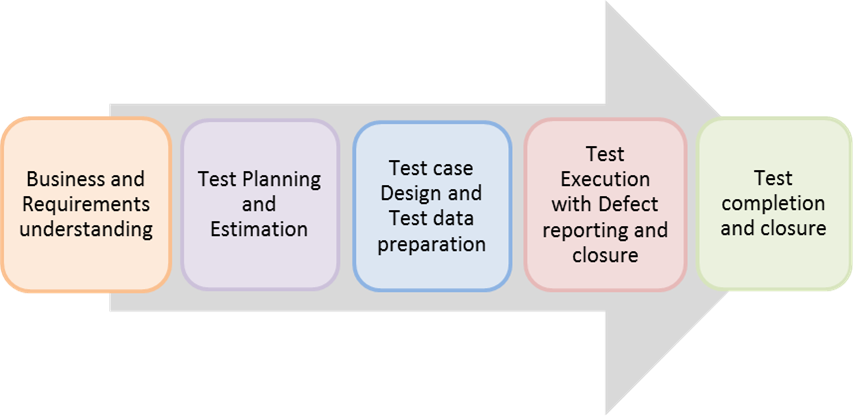 Business and
Requirements
understanding
Test Planning
and
Estimation
Test case
Design and
Test data
preparation
Test
Execution
with Defect
reporting and
closure
Test
completion
and closure